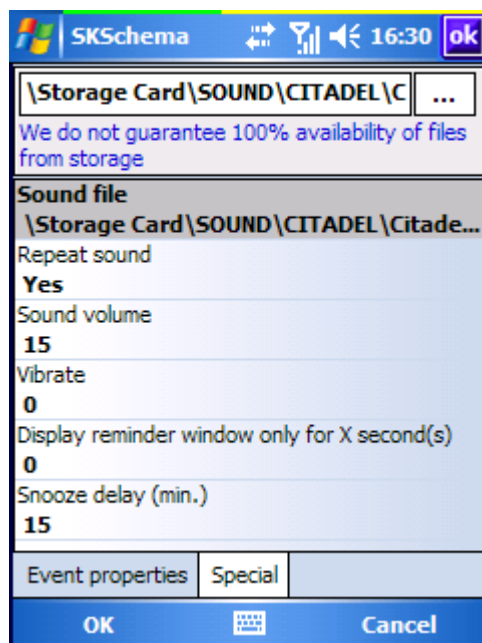 SKSchema 16:30 ok
\Storage Card\SOUND\CITADEL\C ...
We do not guarantee 100% availability of files
from storage
Sound file
\Storage Card\SOUND\CITADEL\Citade...
Repeat sound
Yes
Sound volume
15
Vibrate
0
Display reminder window only for X second(s)
0
Snooze delay (min.)
15
Event properties Special
OK Cancel